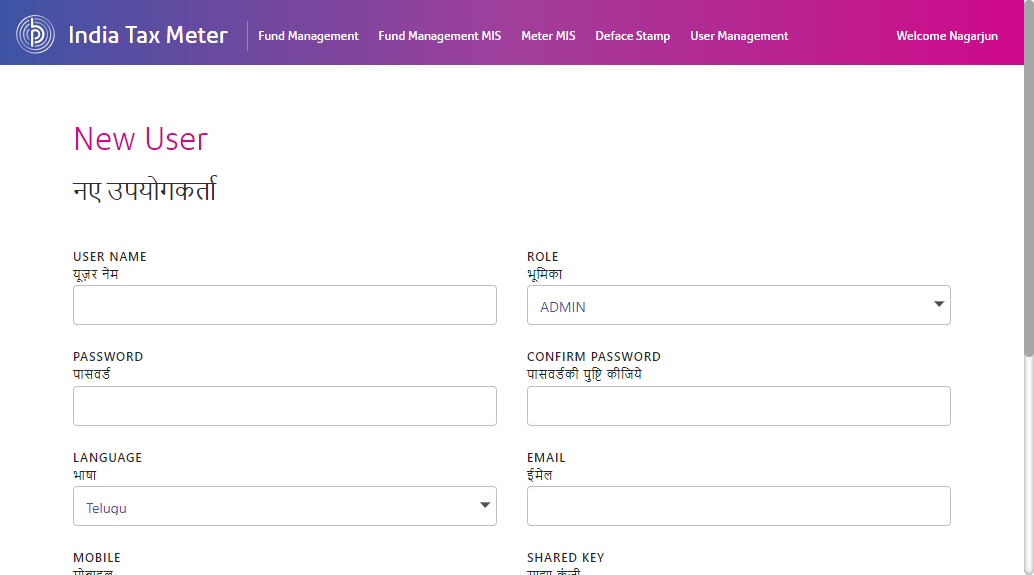 India Tax Meter Fund Management Fund Management MIS Meter MIS Deface Stamp User Management Welcome Nagarjun
New User
नए उपयोगकर्ता
USER NAME
यूज़र नेम
ROLE
भूमिका
ADMIN
PASSWORD
पासवर्ड
CONFIRM PASSWORD
पासवर्डकी पुष्टि कीजिये
LANGUAGE
भाषा
Telugu
EMAIL
ईमेल
MOBILE
SHARED KEY